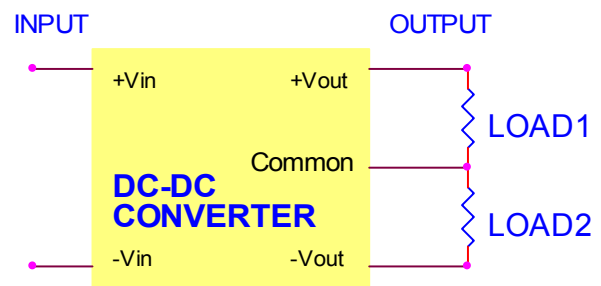 INPUT
OUTPUT
+Vin
+Vout
LOAD1
Common
DC-DC
CONVERTER
LOAD2
-Vin
-Vout